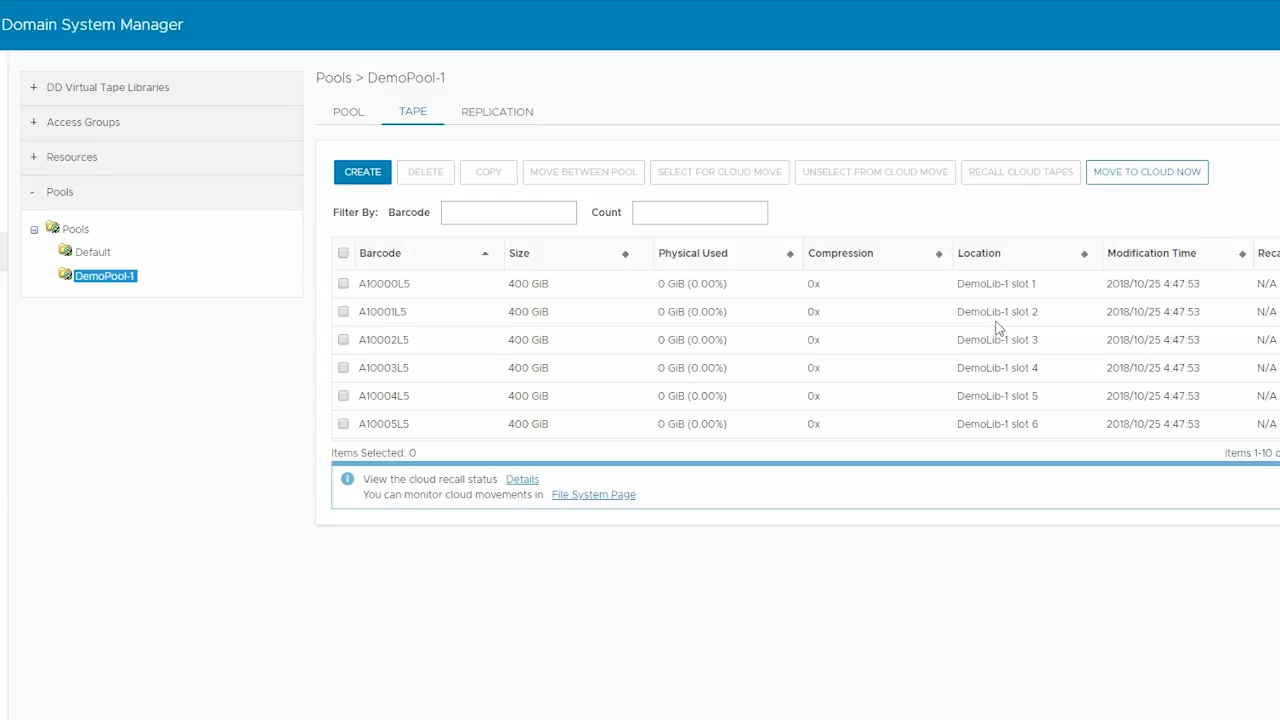 Domain System Manager
+ DD Virtual Tape Libraries
+ Access Groups
+ Resources
- Pools
Pools
Default
DemoPool-1
Pools > DemoPool-1
POOL TAPE REPLICATION
CREATE DELETE COPY MOVE BETWEEN POOL SELECT FOR CLOUD MOVE UNSELECT FROM CLOUD MOVE RECALL CLOUD TAPES MOVE TO CLOUD NOW
Filter By: Barcode Count
Barcode Size Physical Used Compression Location Modification Time Reca
A10000L5 400 GiB 0 GiB (0.00%) 0x DemoLib-1 slot 1 2018/10/25 4:47:53 N/A
A10001L5 400 GiB 0 GiB (0.00%) 0x DemoLib-1 slot 2 2018/10/25 4:47:53 N/A
A10002L5 400 GiB 0 GiB (0.00%) 0x DemoLib-1 slot 3 2018/10/25 4:47:53 N/A
A10003L5 400 GiB 0 GiB (0.00%) 0x DemoLib-1 slot 4 2018/10/25 4:47:53 N/A
A10004L5 400 GiB 0 GiB (0.00%) 0x DemoLib-1 slot 5 2018/10/25 4:47:53 N/A
A10005L5 400 GiB 0 GiB (0.00%) 0x DemoLib-1 slot 6 2018/10/25 4:47:53 N/A
Items Selected: 0 Items 1-10 o
View the cloud recall status Details
You can monitor cloud movements in File System Page